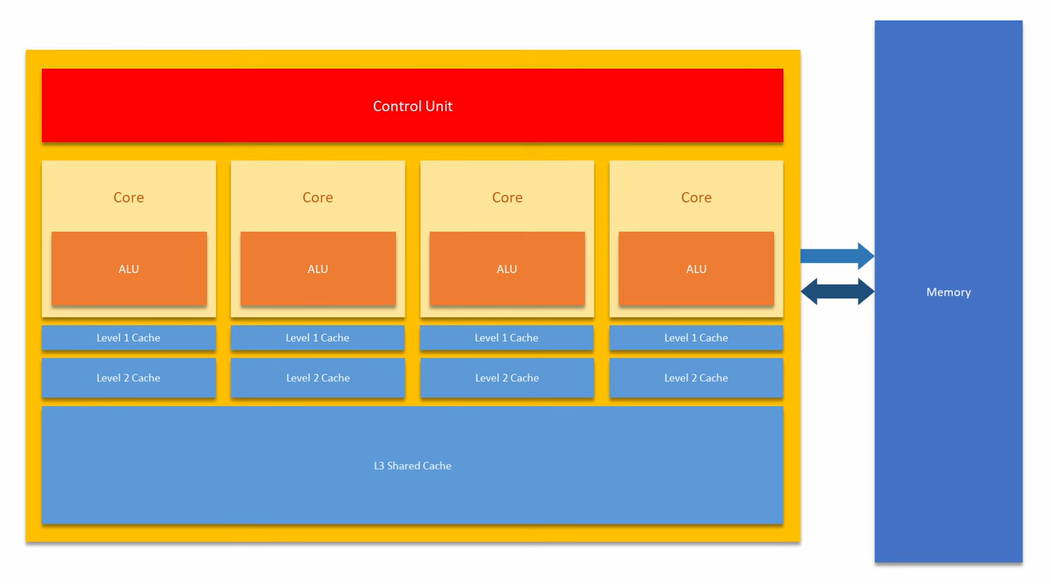 Control Unit
Core
Core
Core
Core
ALU
ALU
ALU
ALU
Memory
Level 1 Cache
Level 1 Cache
Level 1 Cache
Level 1 Cache
Level 2 Cache
Level 2 Cache
Level 2 Cache
Level 2 Cache
L3 Shared Cache